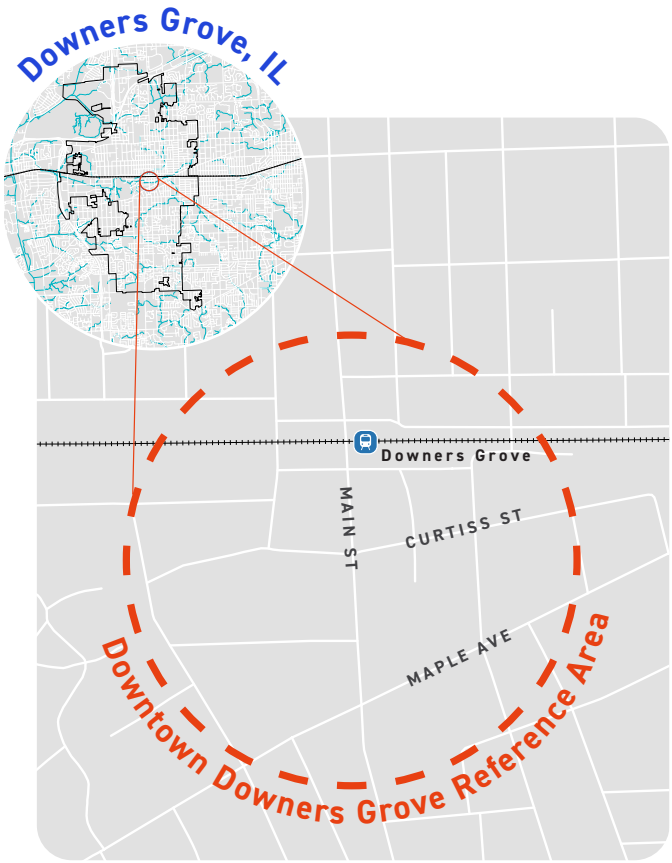 Downers Grove, IL
Downers Grove
MAIN ST
CURTISS ST
MAPLE AVE
Downtown Downers Grove Reference Area